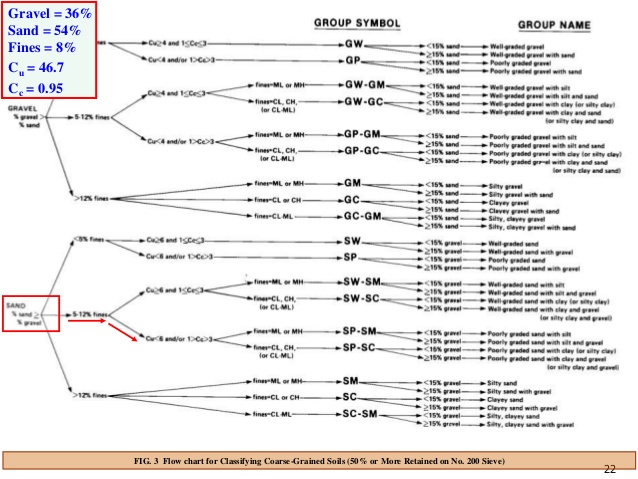 Gravel = 36%
Sand = 54%
Fines = 8%
Cu = 46.7
Cc = 0.95
GROUP SYMBOL
GROUP NAME
nes
Cu≥4 and 1≤Cc≤3
GW
<15% sand
Well-graded gravel
≥15% sand
Well-graded gravel with sand
Cu<4 and/or 1>Cc>3
GP
<15% sand
Poorly graded gravel
≥15% sand
Poorly graded gravel with sand
GRAVEL
% gravel >
% sand
5-12% fines
Cu≥4 and 1≤Cc≤3
fines=ML or MH
GW-GM
<15% sand
Well-graded gravel with silt
≥15% sand
Well-graded gravel with silt and sand
fines=CL, CH,
(or CL-ML)
GW-GC
<15% sand
Well-graded gravel with clay (or silty clay)
≥15% sand
Well-graded gravel with clay and sand
(or silty clay and sand)
Cu<4 and/or 1>Cc>3
fines=ML or MH
GP-GM
<15% sand
Poorly graded gravel with silt
≥15% sand
Poorly graded gravel with silt and sand
fines=CL, CH,
(or CL-ML)
GP-GC
<15% sand
Poorly graded gravel with clay (or silty clay)
≥15% sand
Poorly graded gravel with clay and sand
(or silty clay and sand)
>12% fines
fines=ML or MH
GM
<15% sand
Silty gravel
≥15% sand
Silty gravel with sand
fines=CL or CH
GC
<15% sand
Clayey gravel
≥15% sand
Clayey gravel with sand
fines=CL-ML
GC-GM
<15% sand
Silty, clayey gravel
≥15% sand
Silty, clayey gravel with sand
<5% fines
Cu≥6 and 1≤Cc≤3
SW
<15% gravel
Well-graded sand
≥15% gravel
Well-graded sand with gravel
Cu<6 and/or 1>Cc>3
SP
<15% gravel
Poorly graded sand
≥15% gravel
Poorly graded sand with gravel
SAND
% sand ≥
% gravel
5-12% fines
Cu≥6 and 1≤Cc≤3
fines=ML or MH
SW-SM
<15% gravel
Well-graded sand with silt
≥15% gravel
Well-graded sand with silt and gravel
fines=CL, CH,
(or CL-ML)
SW-SC
<15% gravel
Well-graded sand with clay (or silty clay)
≥15% gravel
Well-graded sand with clay and gravel
(or silty clay and gravel)
Cu<6 and/or 1>Cc>3
fines=ML or MH
SP-SM
<15% gravel
Poorly graded sand with silt
≥15% gravel
Poorly graded sand with silt and gravel
fines=CL, CH,
(or CL-ML)
SP-SC
<15% gravel
Poorly graded sand with clay (or silty clay)
≥15% gravel
Poorly graded sand with clay and gravel
(or silty clay and gravel)
>12% fines
fines=ML or MH
SM
<15% gravel
Silty sand
≥15% gravel
Silty sand with gravel
fines=CL or CH
SC
<15% gravel
Clayey sand
≥15% gravel
Clayey sand with gravel
fines=CL-ML
SC-SM
<15% gravel
Silty, clayey sand
≥15% gravel
Silty, clayey sand with gravel
FIG. 3 Flow chart for Classifying Coarse-Grained Soils (50% or More Retained on No. 200 Sieve)
22